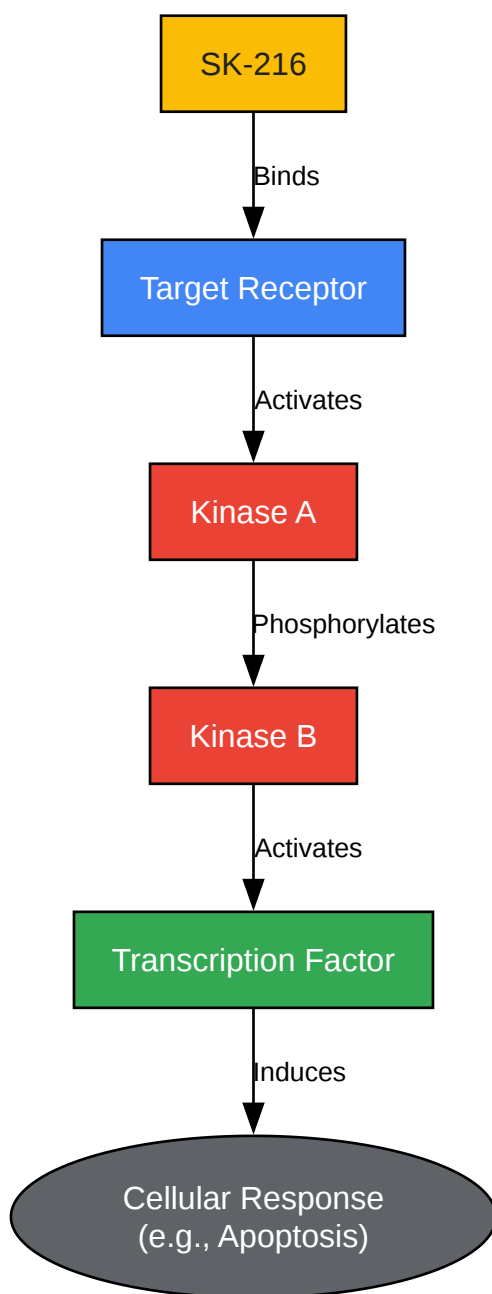 SK-216
Binds
Target Receptor
Activates
Kinase A
Phosphorylates
Kinase B
Activates
Transcription Factor
Induces
Cellular Response
(e.g., Apoptosis)